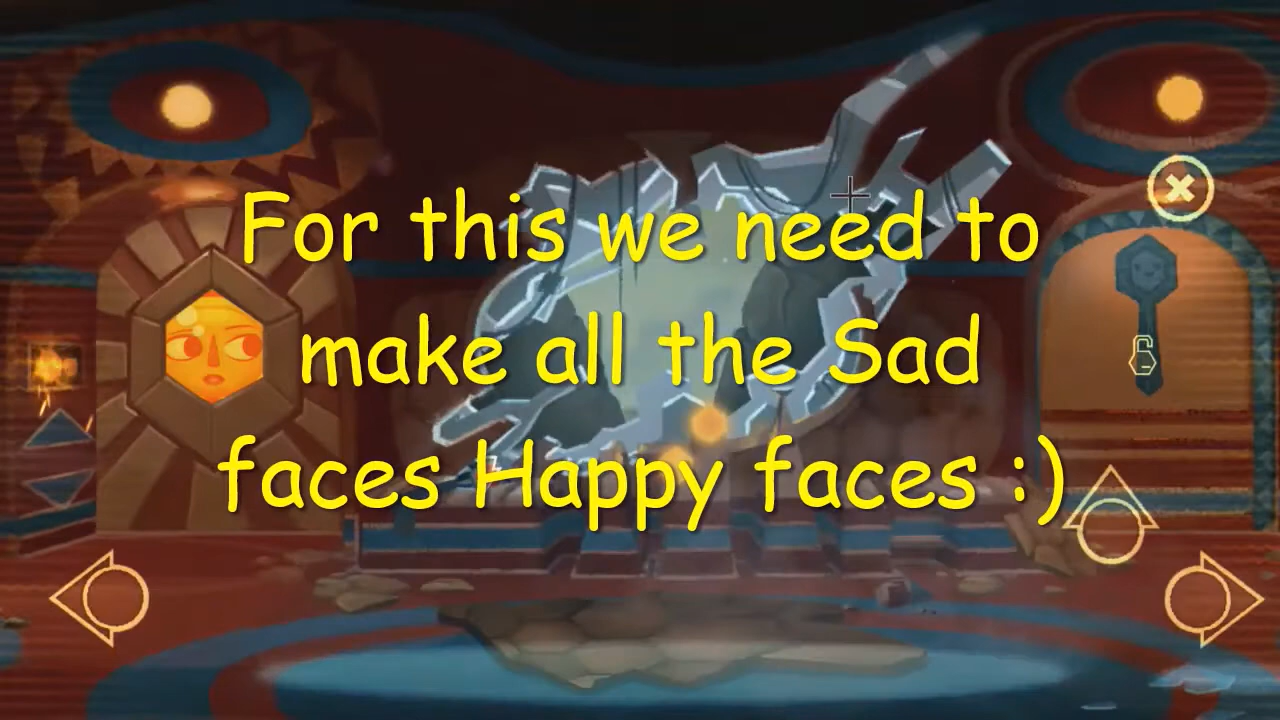 For this we need to
make all the Sad
faces Happy faces :)